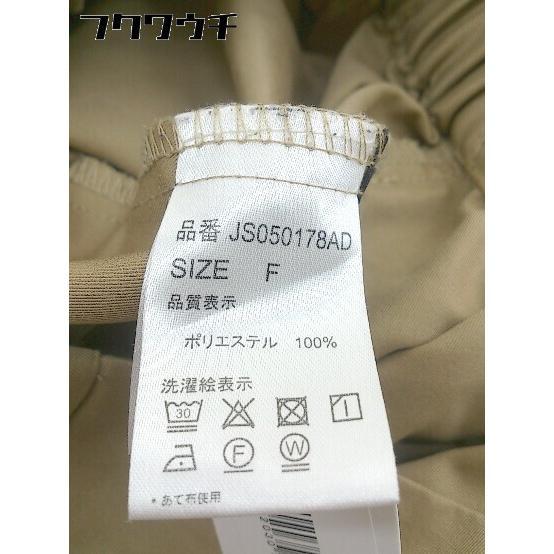 フクワウチ
品番 JS050178AD
SIZE F
品質表示
ポリエステル 100%
洗濯絵表示
30
F W
*あて布使用